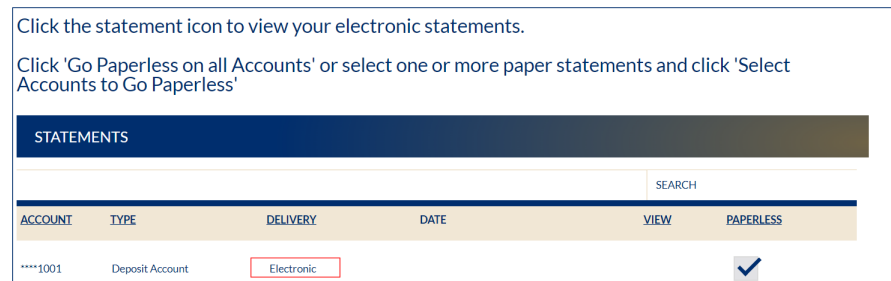 Click the statement icon to view your electronic statements.
Click 'Go Paperless on all Accounts' or select one or more paper statements and click 'Select
Accounts to Go Paperless'
STATEMENTS
SEARCH
ACCOUNT TYPE DELIVERY DATE VIEW PAPERLESS
****1001 Deposit Account Electronic